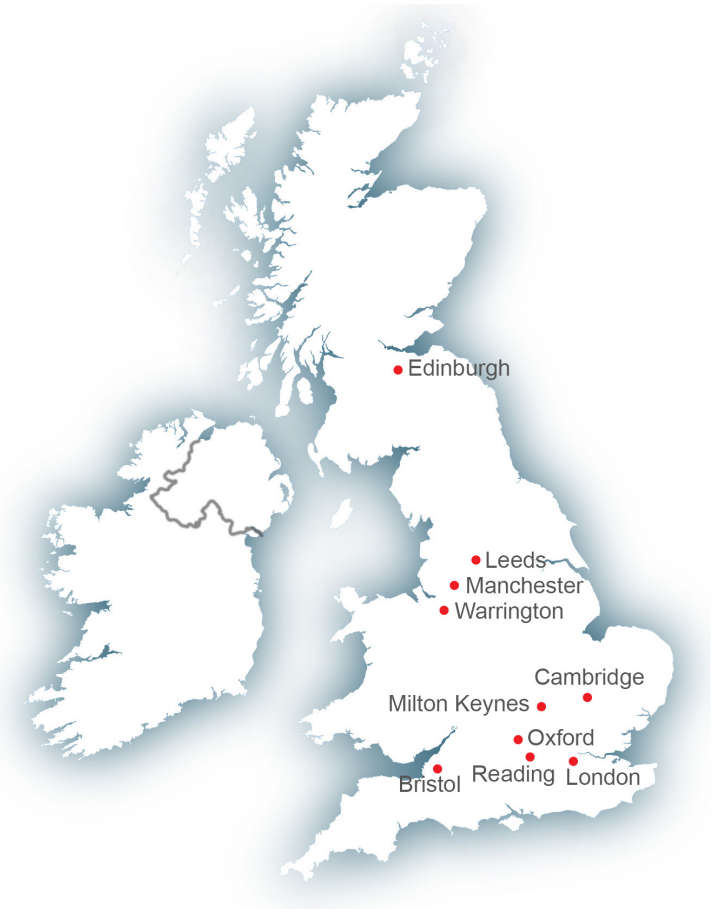 Edinburgh
Leeds
Manchester
Warrington
Cambridge
Milton Keynes
Oxford
Reading
London
Bristol